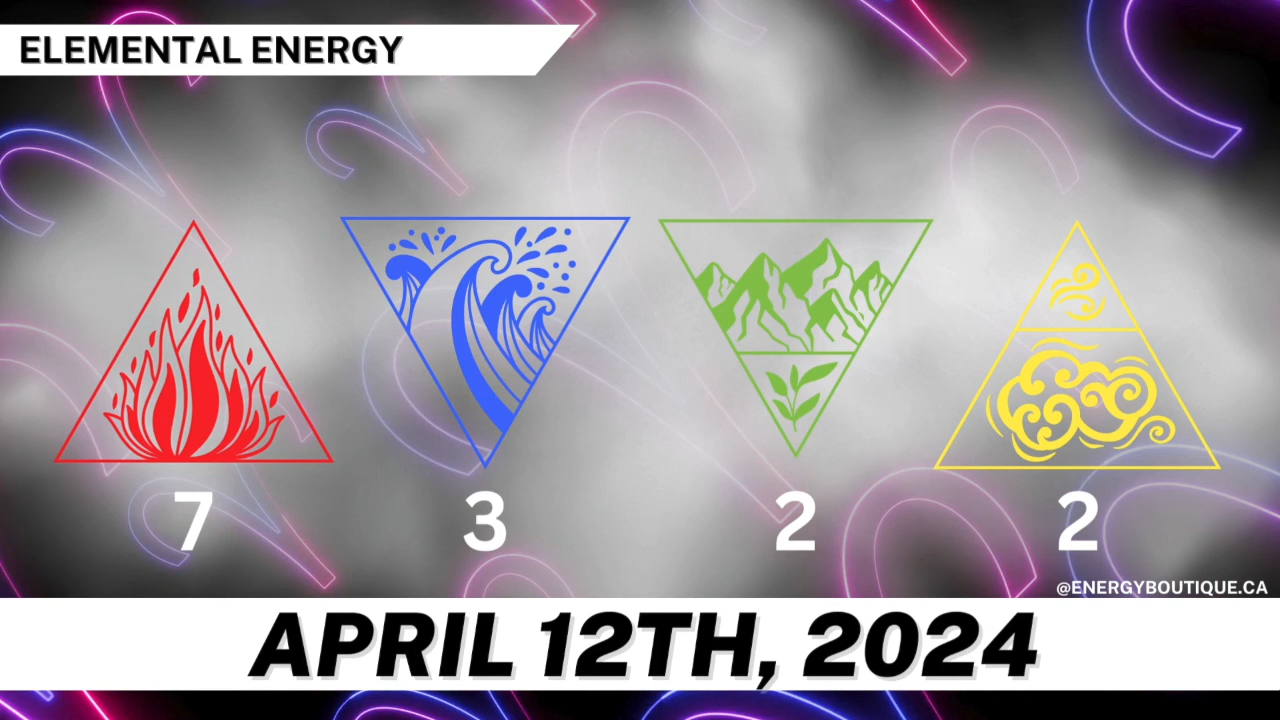 ELEMENTAL ENERGY
7 3 2 2
@ENERGYBOUTIQUE.CA
APRIL 12TH, 2024